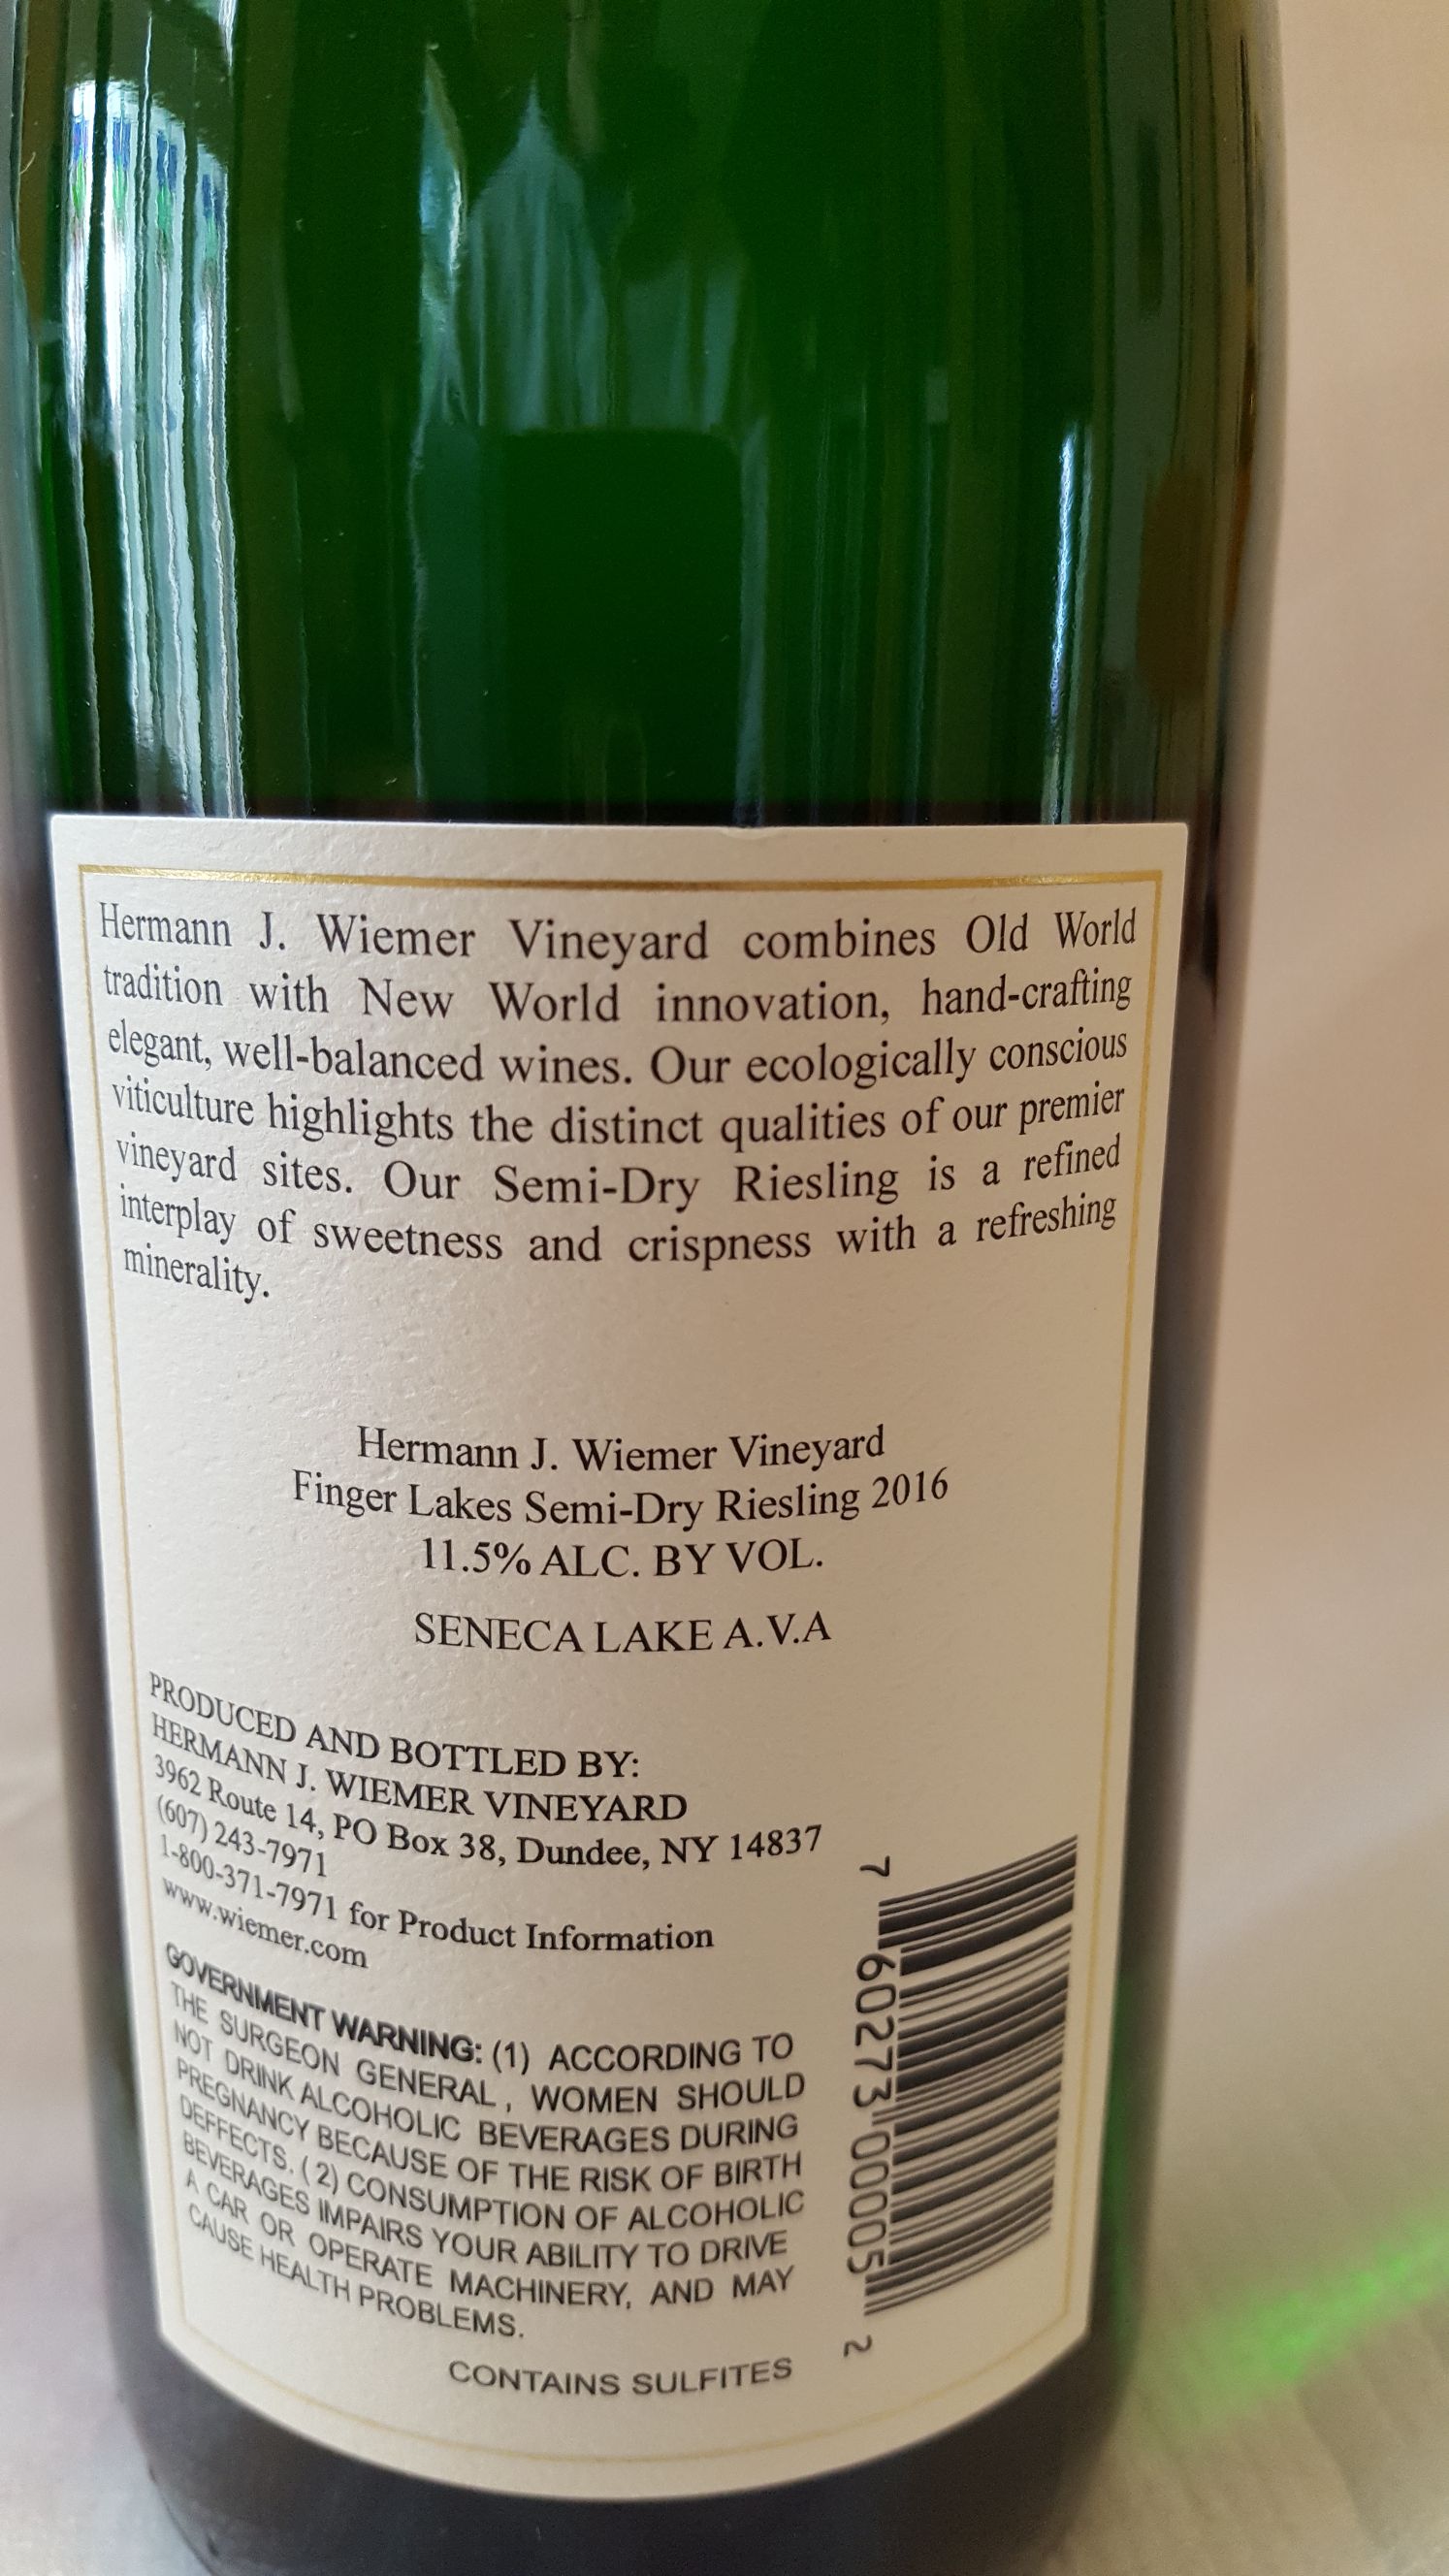 Hermann J. Wiemer Vineyard combines Old World
tradition with New World innovation, hand-crafting
elegant, well-balanced wines. Our ecologically conscious
viticulture highlights the distinct qualities of our premier
vineyard sites. Our Semi-Dry Riesling is a refined
interplay of sweetness and crispness with a refreshing
minerality.
Hermann J. Wiemer Vineyard
Finger Lakes Semi-Dry Riesling 2016
11.5% ALC. BY VOL.
SENECA LAKE A.V.A
PRODUCED AND BOTTLED BY:
HERMANN J. WIEMER VINEYARD
3962 Route 14, PO Box 38, Dundee, NY 14837
(607) 243-7971
1-800-371-7971 for Product Information
www.wiemer.com
GOVERNMENT WARNING: (1) ACCORDING TO
THE SURGEON GENERAL, WOMEN SHOULD
NOT DRINK ALCOHOLIC BEVERAGES DURING
PREGNANCY BECAUSE OF THE RISK OF BIRTH
DEFFECTS. ( 2) CONSUMPTION OF ALCOHOLIC
BEVERAGES IMPAIRS YOUR ABILITY TO DRIVE
A CAR OR OPERATE MACHINERY, AND MAY
CAUSE HEALTH PROBLEMS.
CONTAINS SULFITES
7 60273 00005 2